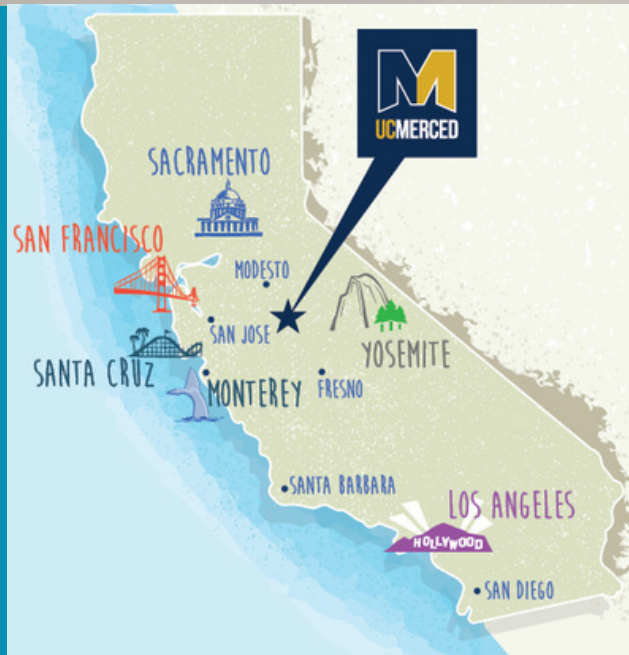 M
UCMERCED
SACRAMENTO
SAN FRANCISCO
MODESTO
SAN JOSE
YOSEMITE
SANTA CRUZ
MONTEREY
FRESNO
SANTA BARBARA
LOS ANGELES
HOLLYWOOD
SAN DIEGO